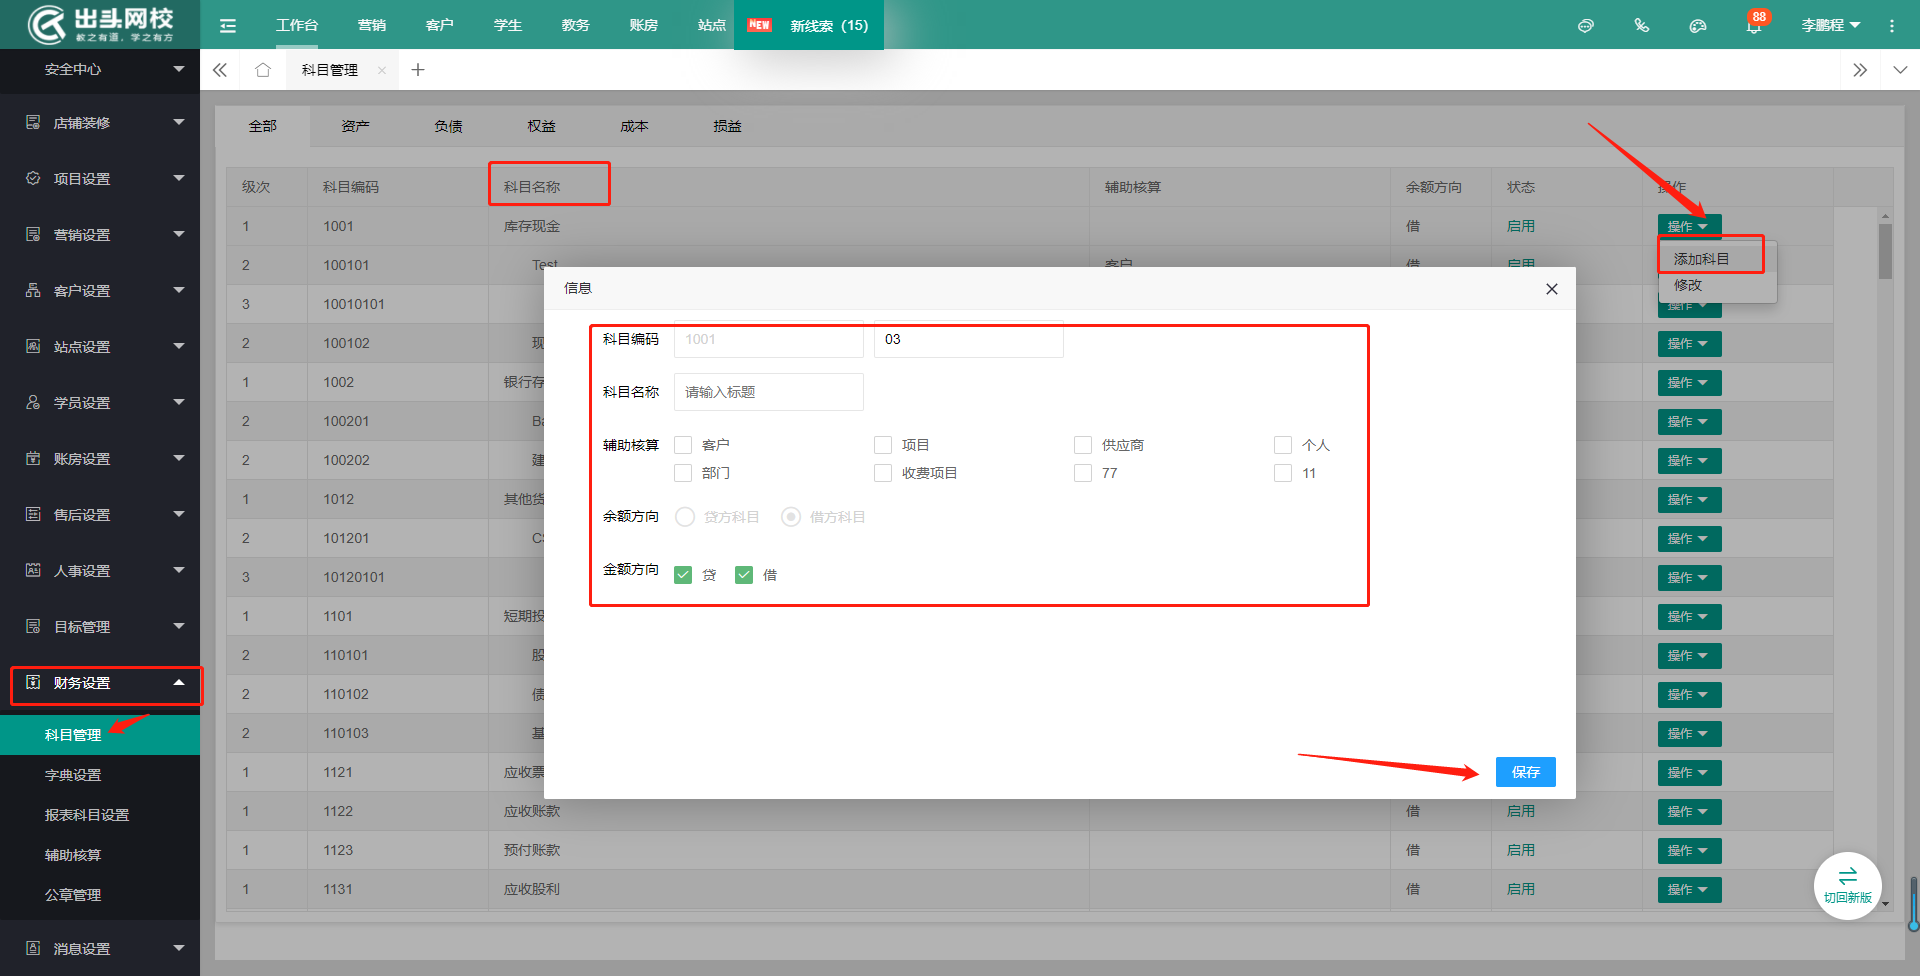 出头网校
教之有道，学之有方
工作台
营销
客户
学生
教务
账房
站点
NEW
新线索（15）
88
李鹏程
安全中心
店铺装修
项目设置
营销设置
客户设置
站点设置
学员设置
账房设置
售后设置
人事设置
目标管理
财务设置
科目管理
字典设置
报表科目设置
辅助核算
公章管理
消息设置
科目管理
全部
资产
负债
权益
成本
损益
级次 科目编码 科目名称 辅助核算 余额方向 状态 操作
1 1001 库存现金 借 启用 操作
2 100101 Test 客户 借 启用
添加科目
修改
3 10010101 操作
2 100102 现 操作
1 1002 银行存 操作
2 100201 Ba 操作
2 100202 建 操作
1 1012 其他货 操作
2 101201 操作
3 10120101 操作
1 1101 短期投 操作
2 110101 股 操作
2 110102 债 操作
2 110103 基 操作
1 1121 应收票 操作
1 1122 应收账款 借 启用 操作
1 1123 预付账款 借 启用 操作
1 1131 应收股利 借 启用 操作
信息
科目编码 1001 03
科目名称 请输入标题
辅助核算 客户 项目 供应商 个人
部门 收费项目 77 11
余额方向 贷方科目 借方科目
金额方向 贷 借
保存
切回新版